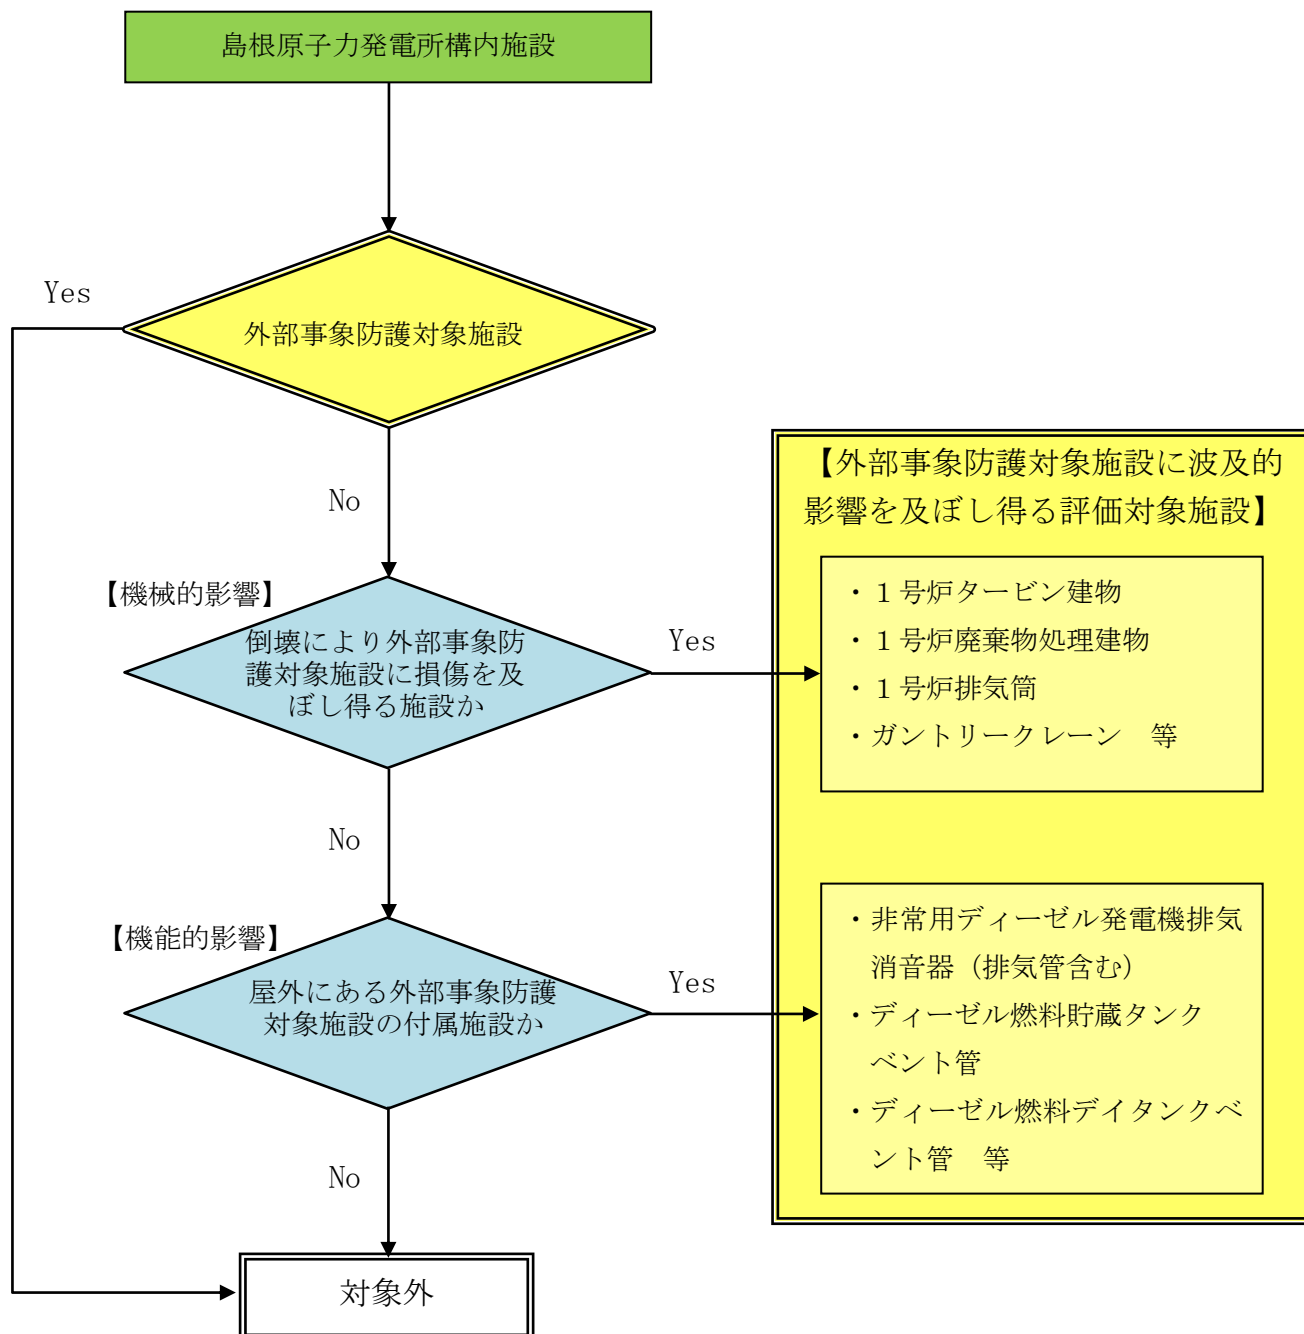 島根原子力発電所構内施設
Yes
外部事象防護対象施設
No
【機械的影響】
倒壊により外部事象防
護対象施設に損傷を及
ぼし得る施設か
Yes
No
【機能的影響】
屋外にある外部事象防護
対象施設の付属施設か
Yes
No
対象外
【外部事象防護対象施設に波及的
影響を及ぼし得る評価対象施設】
・１号炉タービン建物
・１号炉廃棄物処理建物
・１号炉排気筒
・ガントリークレーン　等
・非常用ディーゼル発電機排気
消音器（排気管含む）
・ディーゼル燃料貯蔵タンク
ベント管
・ディーゼル燃料デイタンクベ
ント管　等